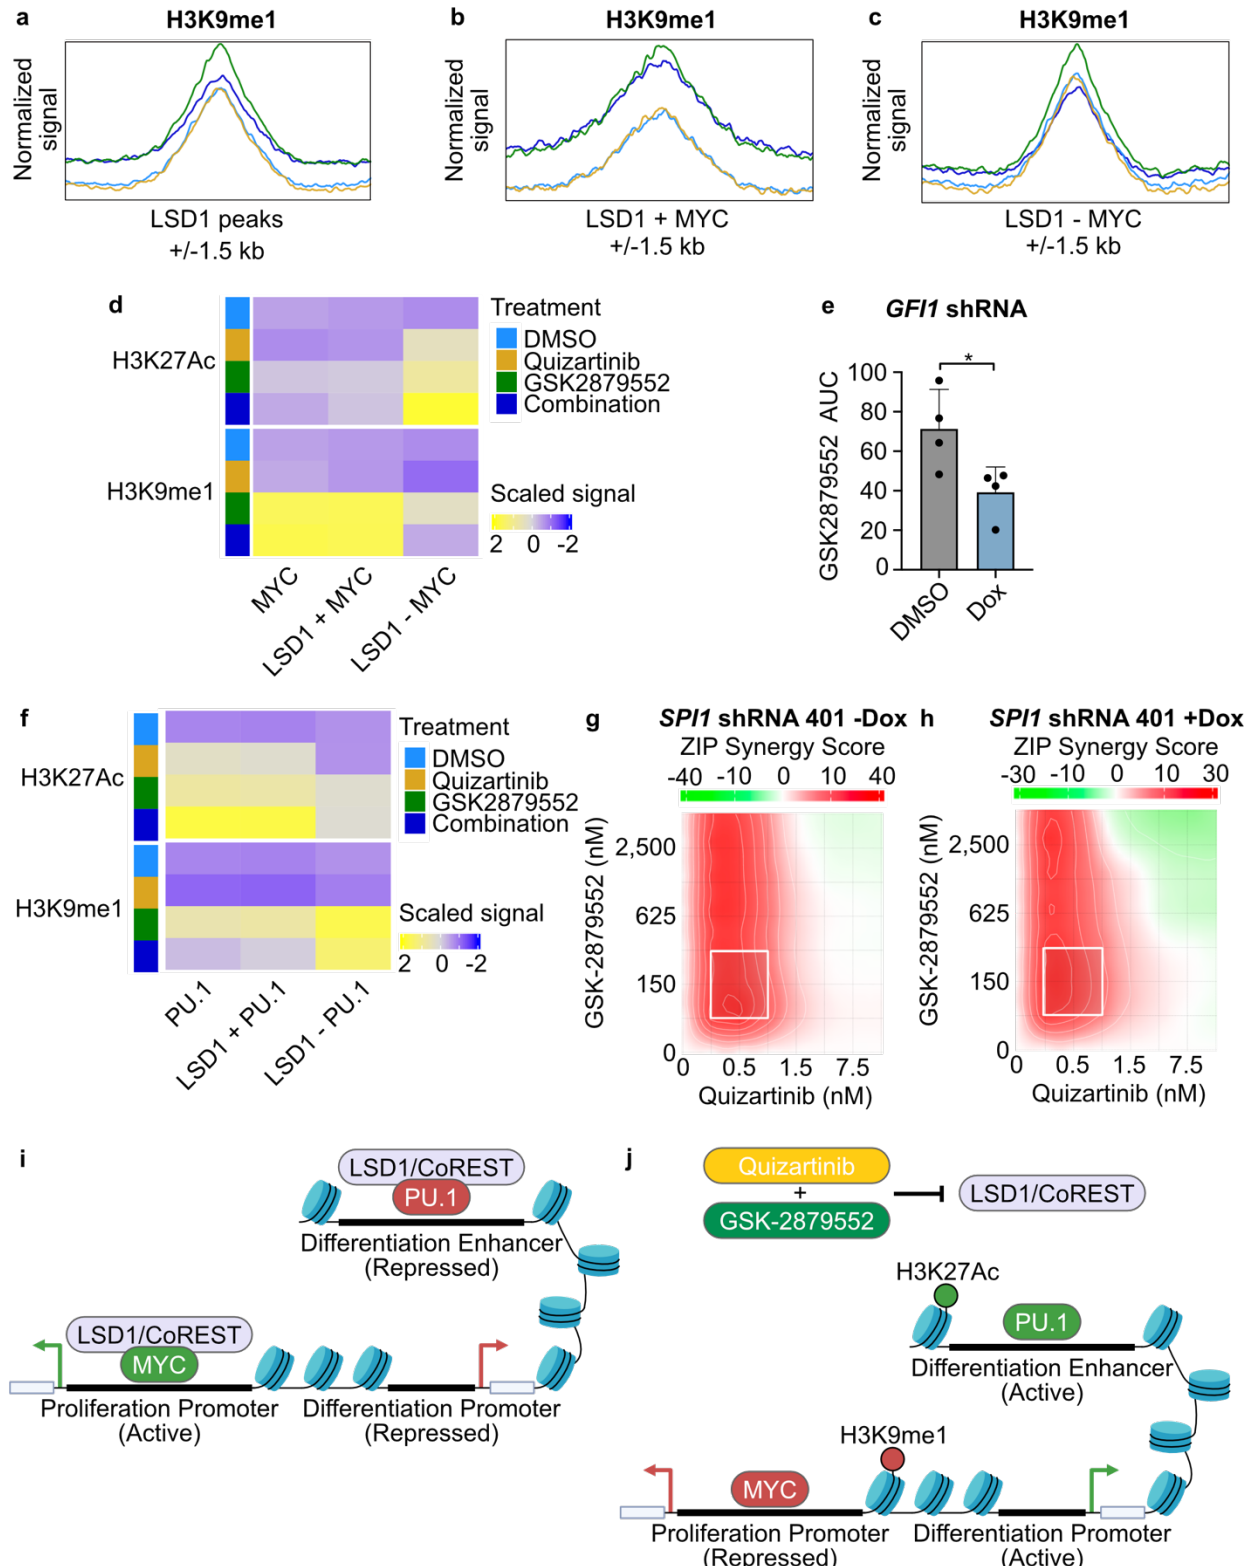 a
H3K9me1
Normalized
signal
LSD1 peaks
+/-1.5 kb
b
H3K9me1
Normalized
signal
LSD1 + MYC
+/-1.5 kb
c
H3K9me1
Normalized
signal
LSD1 - MYC
+/-1.5 kb
d
H3K27Ac
H3K9me1
MYC
LSD1 + MYC
LSD1 - MYC
Treatment
DMSO
Quizartinib
GSK2879552
Combination
Scaled signal
2 0 -2
e
GFI1 shRNA
*
GSK2879552 AUC
100
80
60
40
20
0
DMSO
Dox
f
H3K27Ac
H3K9me1
PU.1
LSD1 + PU.1
LSD1 - PU.1
Treatment
DMSO
Quizartinib
GSK2879552
Combination
Scaled signal
2 0 -2
g
SPI1 shRNA 401 -Dox
ZIP Synergy Score
-40 -10 0 10 40
GSK-2879552 (nM)
2,500
625
150
0
0 0.5 1.5 7.5
Quizartinib (nM)
h
SPI1 shRNA 401 +Dox
ZIP Synergy Score
-30 -10 0 10 30
GSK-2879552 (nM)
2,500
625
150
0
0 0.5 1.5 7.5
Quizartinib (nM)
i
LSD1/CoREST
PU.1
Differentiation Enhancer
(Repressed)
LSD1/CoREST
MYC
Proliferation Promoter
(Active)
Differentiation Promoter
(Repressed)
j
Quizartinib
+
GSK-2879552
LSD1/CoREST
H3K27Ac
PU.1
Differentiation Enhancer
(Active)
H3K9me1
MYC
Proliferation Promoter
(Repressed)
Differentiation Promoter
(Active)